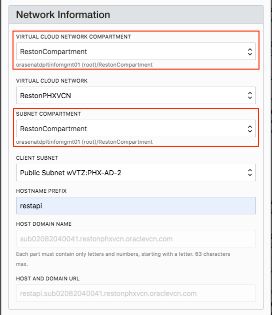 Network Information
VIRTUAL CLOUD NETWORK COMPARTMENT
RestonCompartment
orasenatdpltinfomgmt01 (root)/RestonCompartment
VIRTUAL CLOUD NETWORK
RestonPHXVCN
SUBNET COMPARTMENT
RestonCompartment
orasenatdpltinfomgmt01 (root)/RestonCompartment
CLIENT SUBNET
Public Subnet wVTZ:PHX-AD-2
HOSTNAME PREFIX
restapi
HOST DOMAIN NAME
sub02082040041.restonphxvcn.oraclevcn.com
Each part must contain only letters and numbers, starting with a letter. 63 characters
max.
HOST AND DOMAIN URL
restapi.sub02082040041.restonphxvcn.oraclevcn.com